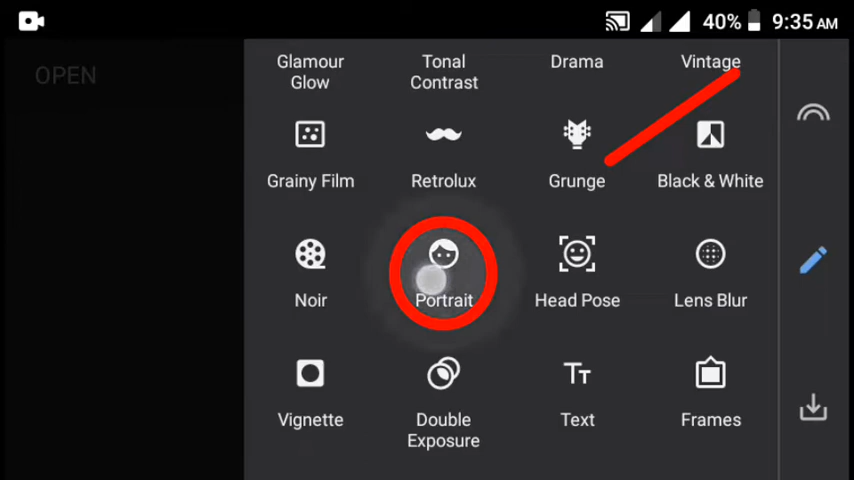 40% 9:35 AM
OPEN
Glamour Glow
Tonal Contrast
Drama
Vintage
Grainy Film
Retrolux
Grunge
Black & White
Noir
Portrait
Head Pose
Lens Blur
Vignette
Double Exposure
Tт Text
Frames